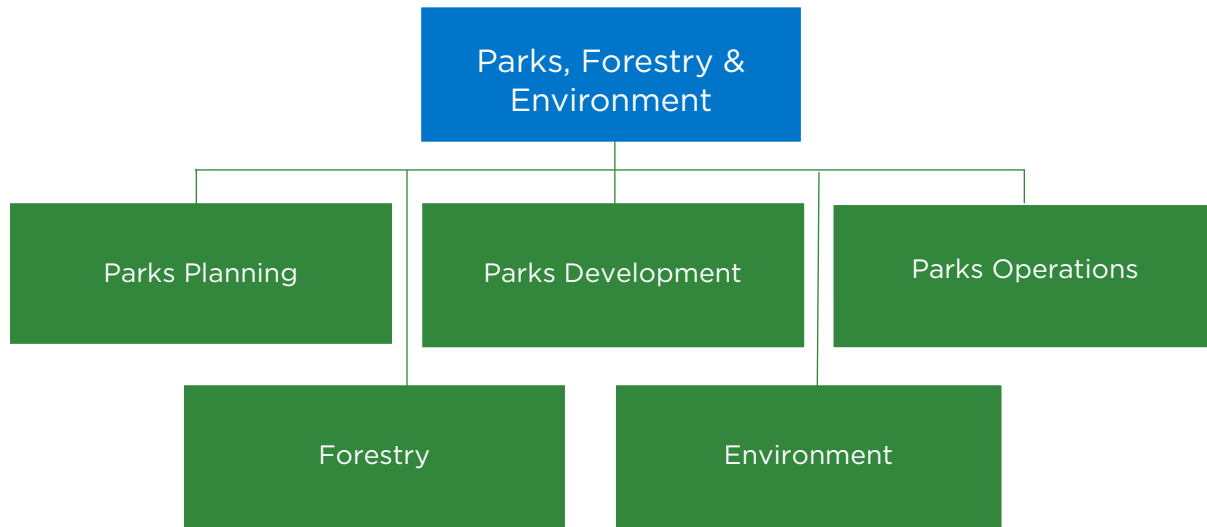 Parks, Forestry &
Environment
Parks Planning
Parks Development
Parks Operations
Forestry
Environment